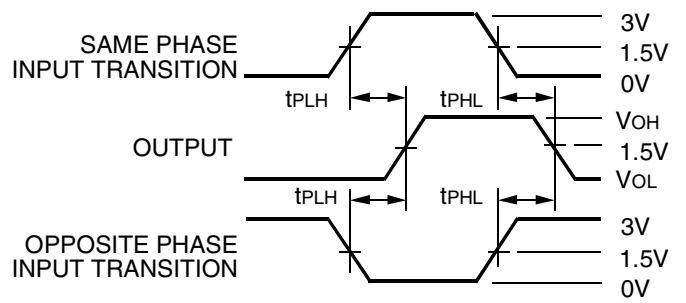 SAME PHASE
INPUT TRANSITION
3V
1.5V
0V
tPLH
tPHL
OUTPUT
VOH
1.5V
VOL
tPLH
tPHL
OPPOSITE PHASE
INPUT TRANSITION
3V
1.5V
0V